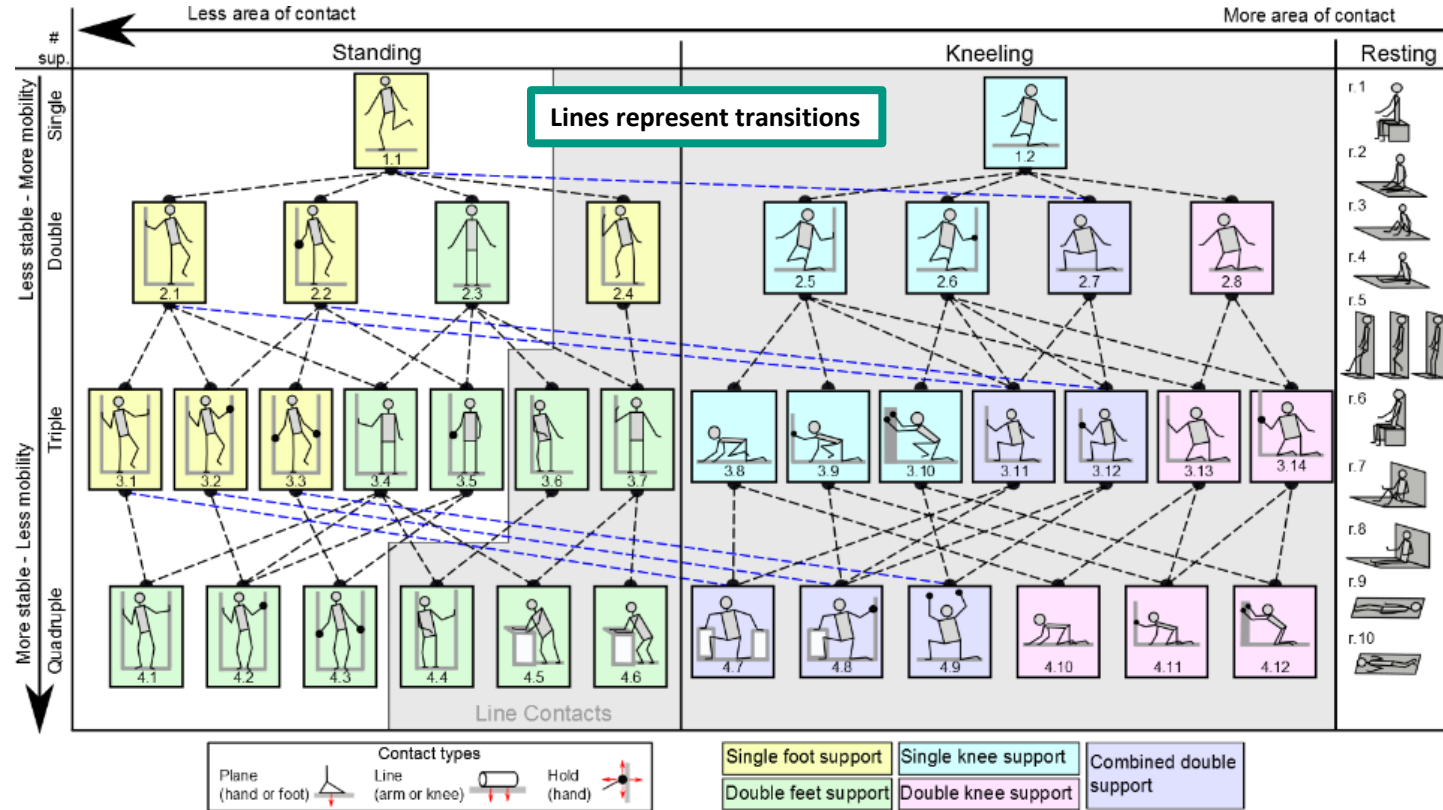 Less area of contact
More area of contact
#
sup.
Standing
Kneeling
Resting
Less stable - More mobility
More stable - Less mobility
Single
Double
Triple
Quadruple
Lines represent transitions
1.1
1.2
2.1
2.2
2.3
2.4
2.5
2.6
2.7
2.8
3.1
3.2
3.3
3.4
3.5
3.6
3.7
3.8
3.9
3.10
3.11
3.12
3.13
3.14
4.1
4.2
4.3
4.4
4.5
4.6
4.7
4.8
4.9
4.10
4.11
4.12
r.1
r.2
r.3
r.4
r.5
r.6
r.7
r.8
r.9
r.10
Line Contacts
Contact types
Plane
(hand or foot)
Line
(arm or knee)
Hold
(hand)
Single foot support
Single knee support
Combined double
support
Double feet support
Double knee support